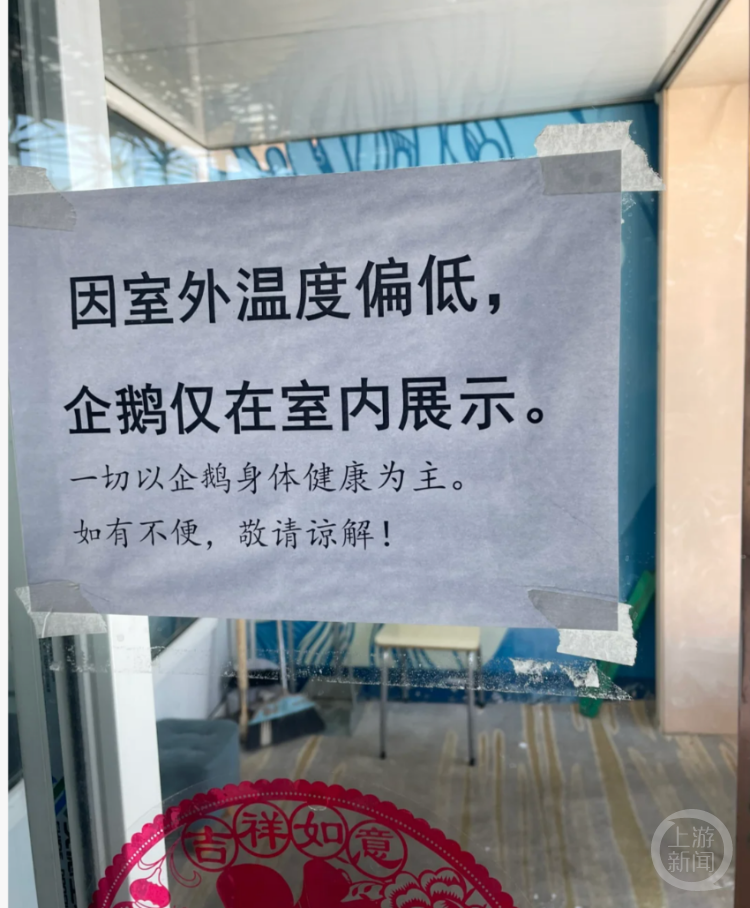 因室外温度偏低，
企鹅仅在室内展示。
一切以企鹅身体健康为主。
如有不便，敬请谅解！
吉祥如意
上游
新闻